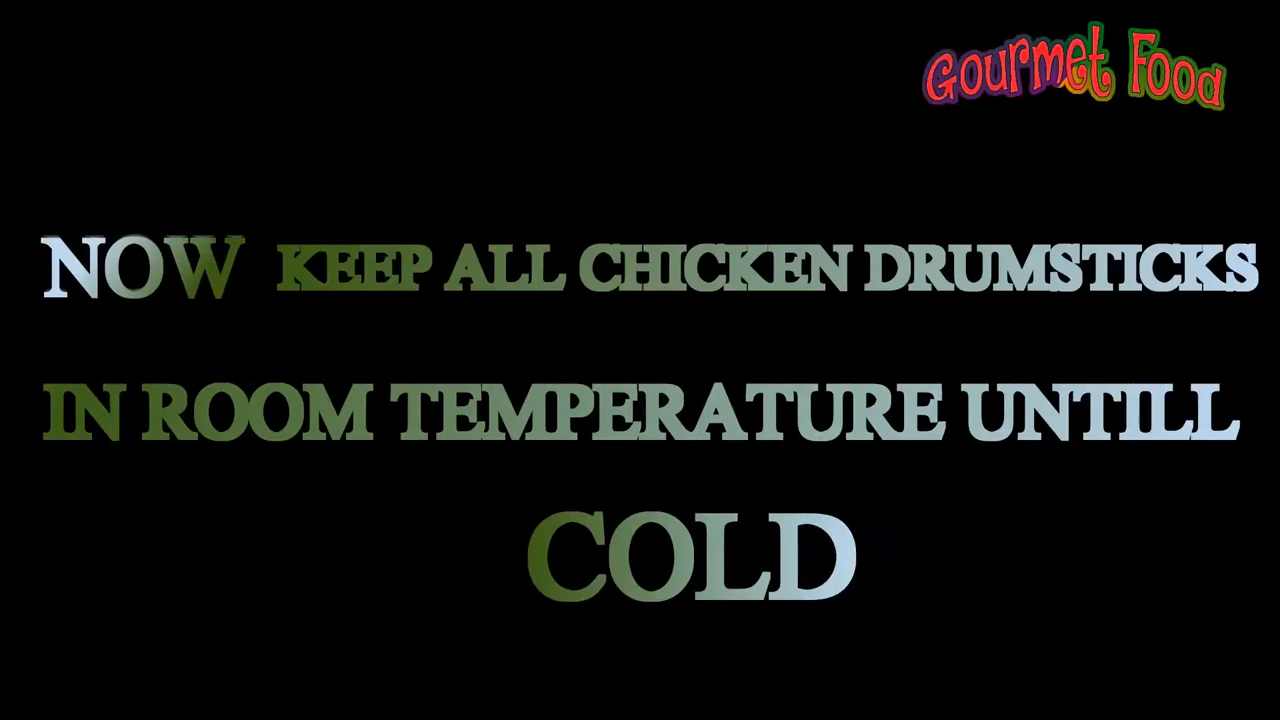 Gourmet Food
NOW KEEP ALL CHICKEN DRUMSTICKS
IN ROOM TEMPERATURE UNTILL
COLD